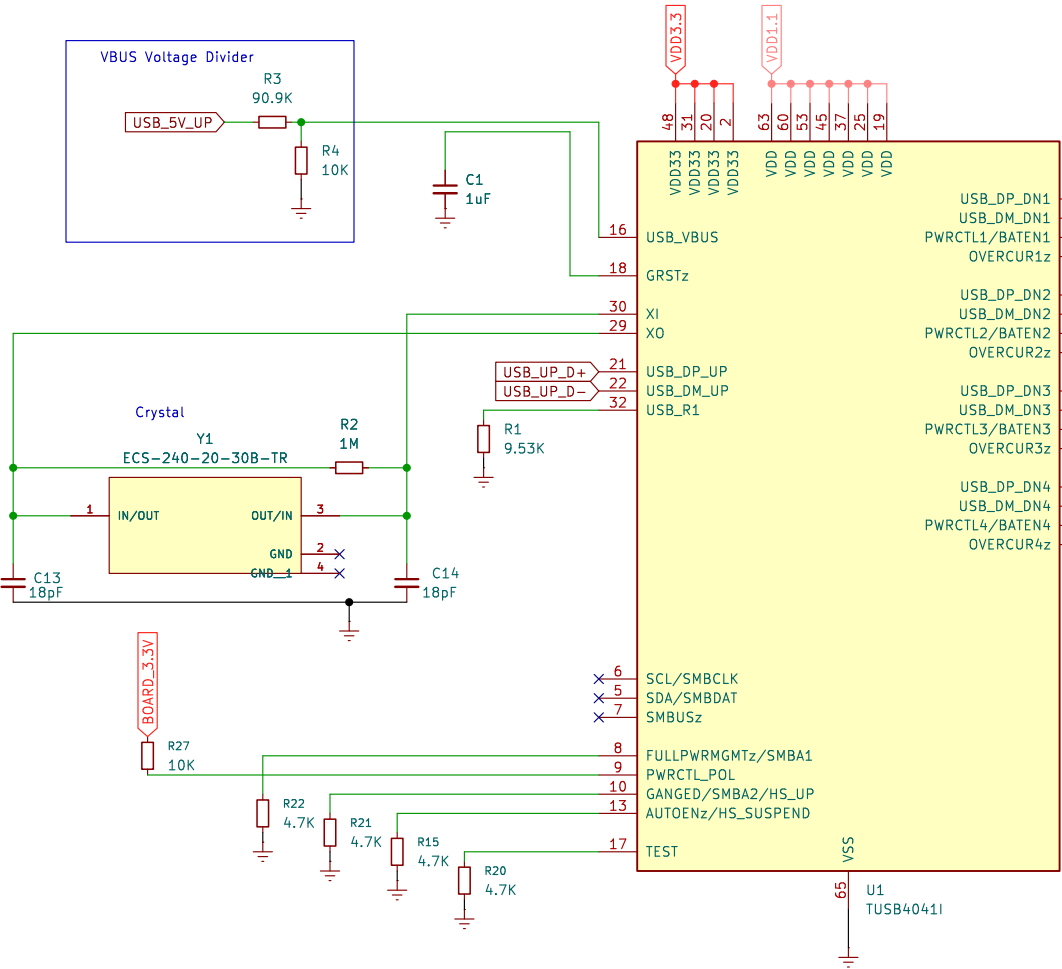 VDD3.3
VDD1.1
VBUS Voltage Divider
R3
90.9K
USB_5V_UP
R4
10K
C1
1uF
48
31
20
2
63
60
53
45
37
25
19
VDD33
VDD33
VDD33
VDD33
VDD
VDD
VDD
VDD
VDD
VDD
VDD
16 USB_VBUS
18 GRSTz
30 XI
29 XO
USB_UP_D+ 21 USB_DP_UP
USB_UP_D- 22 USB_DM_UP
32 USB_R1
R1
9.53K
USB_DP_DN1
USB_DM_DN1
PWRCTL1/BATEN1
OVERCUR1z
USB_DP_DN2
USB_DM_DN2
PWRCTL2/BATEN2
OVERCUR2z
USB_DP_DN3
USB_DM_DN3
PWRCTL3/BATEN3
OVERCUR3z
USB_DP_DN4
USB_DM_DN4
PWRCTL4/BATEN4
OVERCUR4z
Crystal
Y1
ECS-240-20-30B-TR
R2
1M
1 IN/OUT
OUT/IN 3
GND 2
GND_1 4
C13
18pF
C14
18pF
BOARD_3.3V
R27
10K
6 SCL/SMBCLK
5 SDA/SMBDAT
7 SMBUSz
8 FULLPWRMGMTz/SMBA1
9 PWRCTL_POL
10 GANGED/SMBA2/HS_UP
13 AUTOENz/HS_SUSPEND
17 TEST
R22
4.7K
R21
4.7K
R15
4.7K
R20
4.7K
VSS
65
U1
TUSB4041I